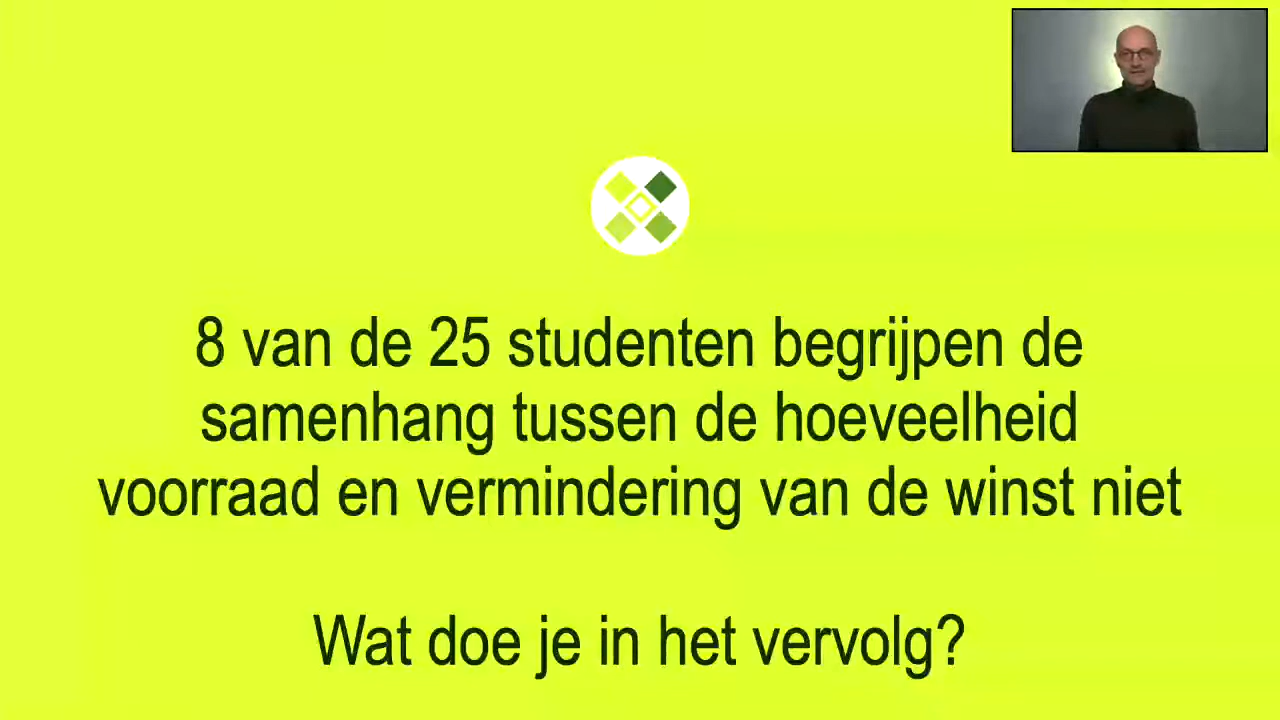 8 van de 25 studenten begrijpen de
samenhang tussen de hoeveelheid
voorraad en vermindering van de winst niet
Wat doe je in het vervolg?